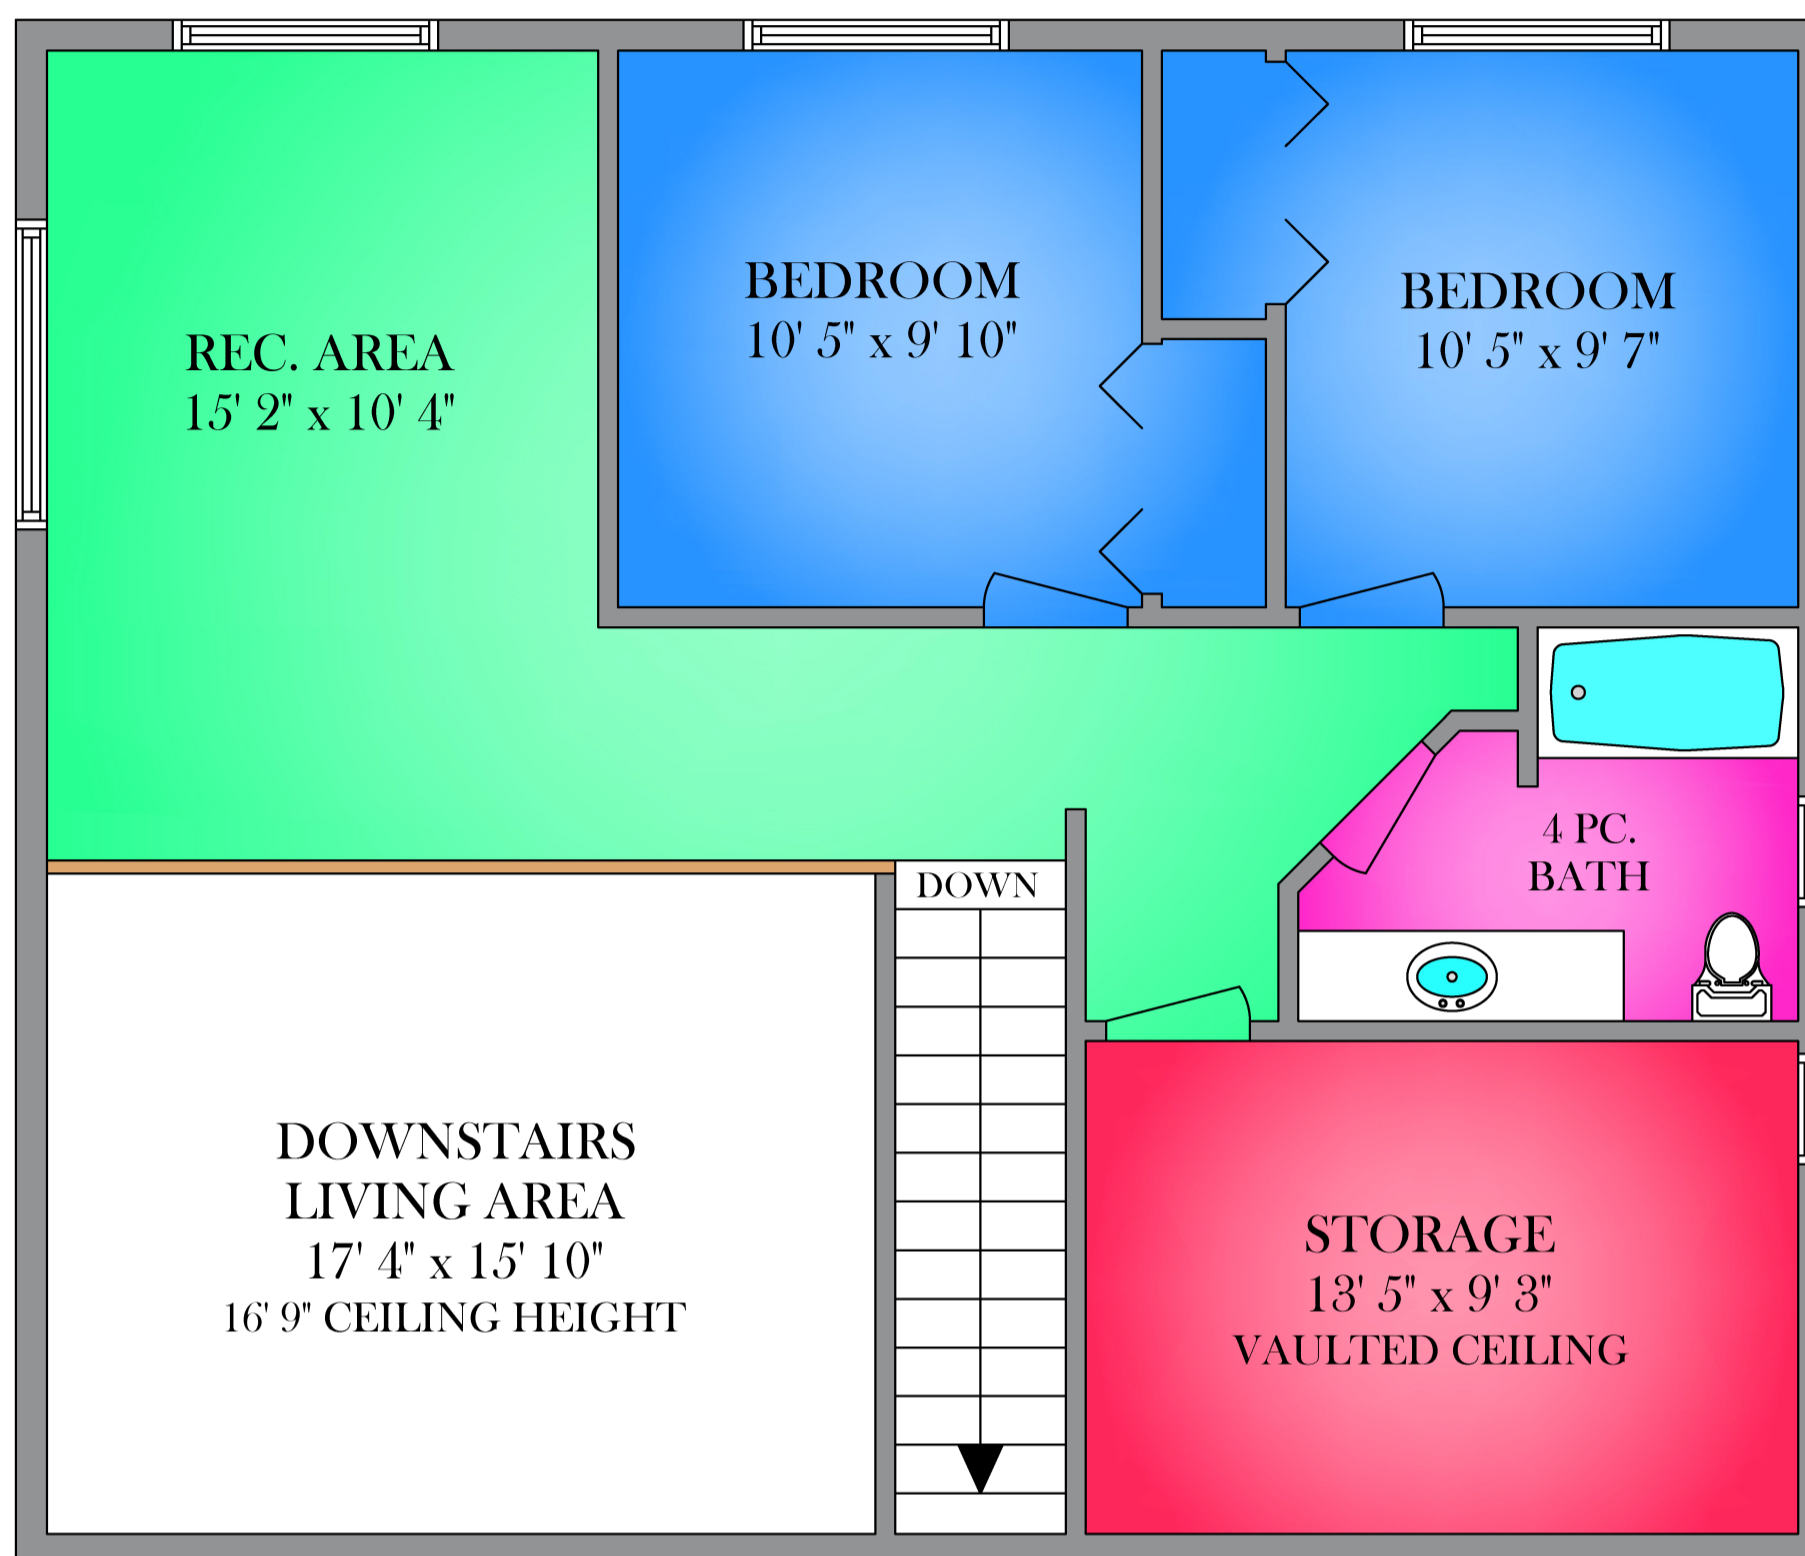 REC. AREA
15' 2" x 10' 4"
BEDROOM
10' 5" x 9' 10"
BEDROOM
10' 5" x 9' 7"
4 PC.
BATH
DOWN
DOWNSTAIRS
LIVING AREA
17' 4" x 15' 10"
16' 9" CEILING HEIGHT
STORAGE
13' 5" x 9' 3"
VAULTED CEILING